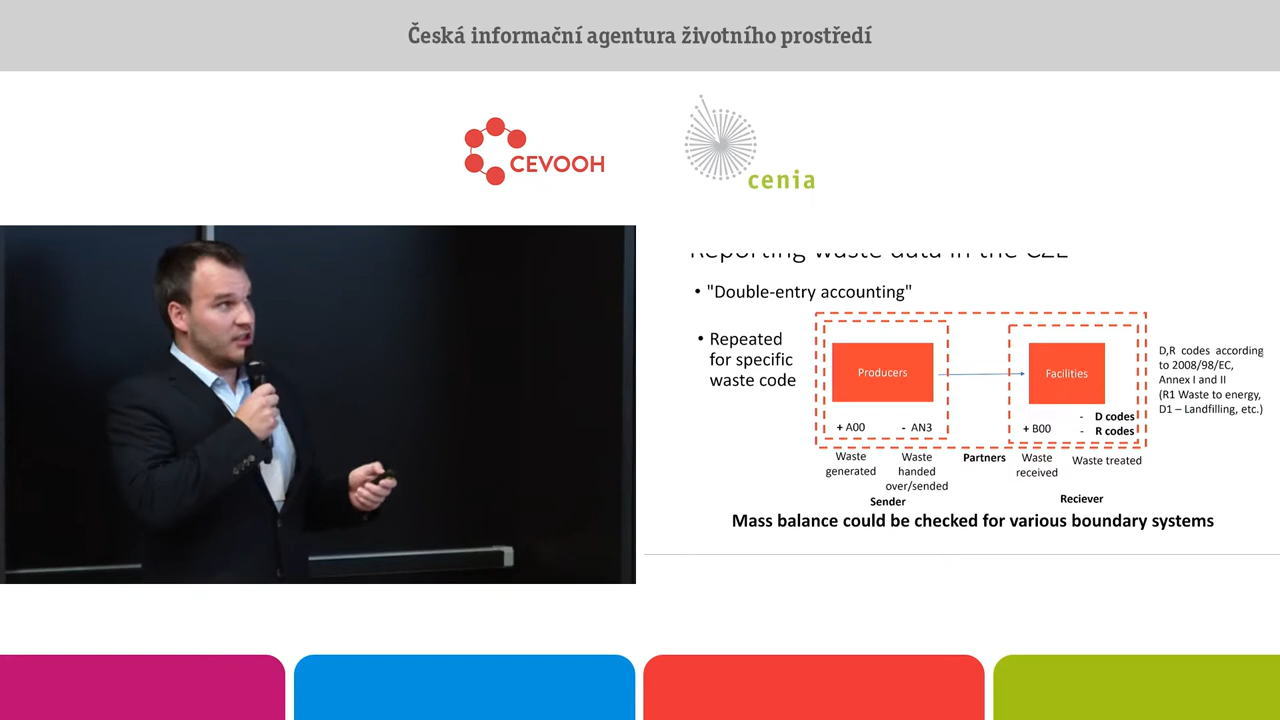 Česká informační agentura životního prostředí
CEVOOH
cenia
Reporting waste data in the CZE
• "Double-entry accounting"
• Repeated
for specific
waste code
Producers
Facilities
+ A00
- AN3
+ B00
- D codes
- R codes
Waste
generated
Waste
handed
over/sended
Partners
Waste
received
Waste treated
Sender
Reciever
D,R codes according
to 2008/98/EC,
Annex I and II
(R1 Waste to energy,
D1 – Landfilling, etc.)
Mass balance could be checked for various boundary systems